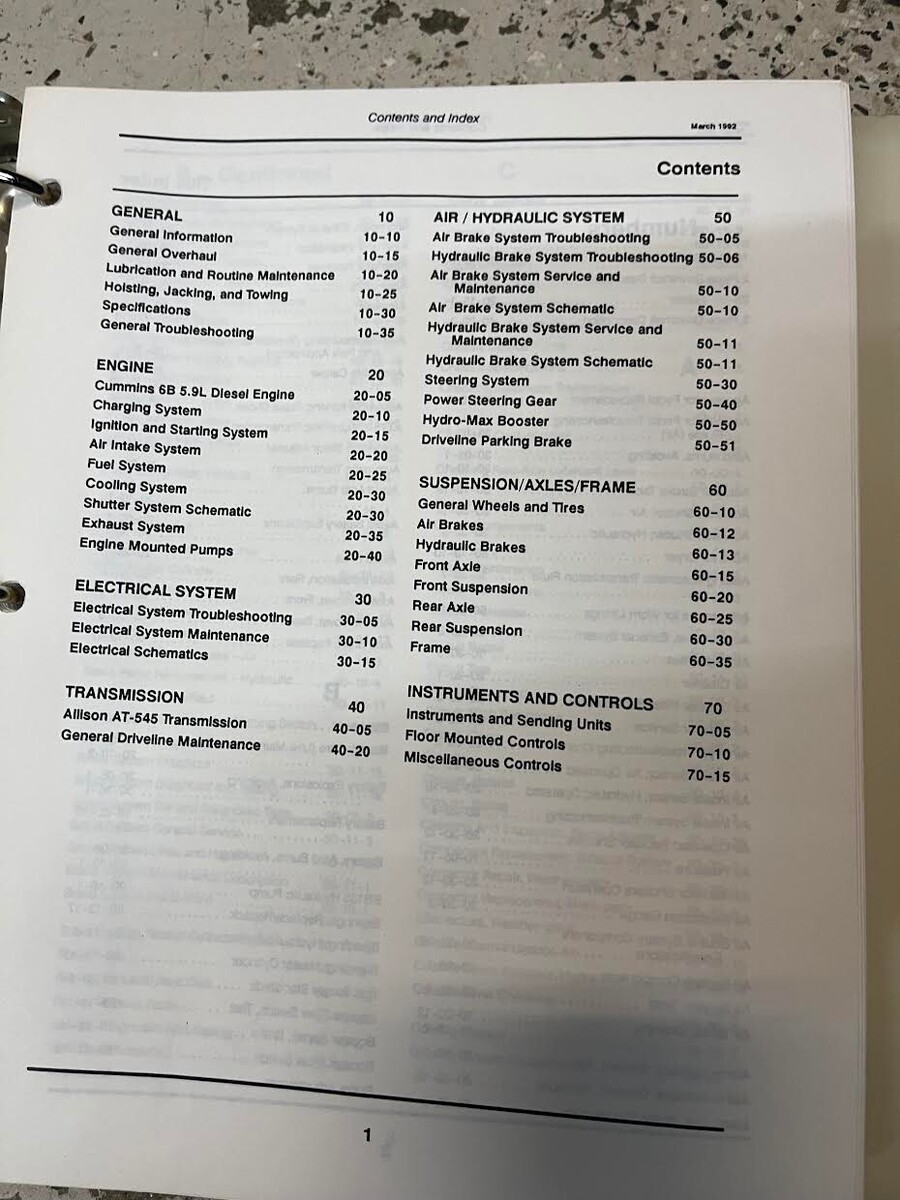 Contents and Index
March 1992
Contents
GENERAL 10
General Information 10-10
General Overhaul 10-15
Lubrication and Routine Maintenance 10-20
Hoisting, Jacking, and Towing 10-25
Specifications 10-30
General Troubleshooting 10-35
ENGINE 20
Cummins 6B 5.9L Diesel Engine 20-05
Charging System 20-10
Ignition and Starting System 20-15
Air Intake System 20-20
Fuel System 20-25
Cooling System 20-30
Shutter System Schematic 20-30
Exhaust System 20-35
Engine Mounted Pumps 20-40
ELECTRICAL SYSTEM 30
Electrical System Troubleshooting 30-05
Electrical System Maintenance 30-10
Electrical Schematics 30-15
TRANSMISSION 40
Allison AT-545 Transmission 40-05
General Driveline Maintenance 40-20
AIR / HYDRAULIC SYSTEM 50
Air Brake System Troubleshooting 50-05
Hydraulic Brake System Troubleshooting 50-06
Air Brake System Service and
Maintenance 50-10
Air Brake System Schematic 50-10
Hydraulic Brake System Service and
Maintenance 50-11
Hydraulic Brake System Schematic 50-11
Steering System 50-30
Power Steering Gear 50-40
Hydro-Max Booster 50-50
Driveline Parking Brake 50-51
SUSPENSION/AXLES/FRAME 60
General Wheels and Tires 60-10
Air Brakes 60-12
Hydraulic Brakes 60-13
Front Axle 60-15
Front Suspension 60-20
Rear Axle 60-25
Rear Suspension 60-30
Frame 60-35
INSTRUMENTS AND CONTROLS 70
Instruments and Sending Units 70-05
Floor Mounted Controls 70-10
Miscellaneous Controls 70-15
1